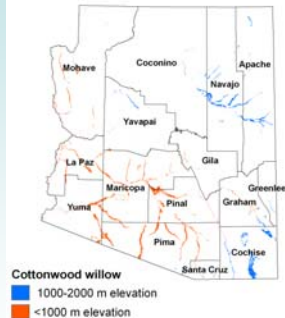 Mohave
Coconino
Apache
Navajo
Yavapai
La Paz
Gila
Maricopa
Greenlee
Yuma
Pinal
Graham
Pima
Cochise
Santa Cruz
Cottonwood willow
1000-2000 m elevation
<1000 m elevation